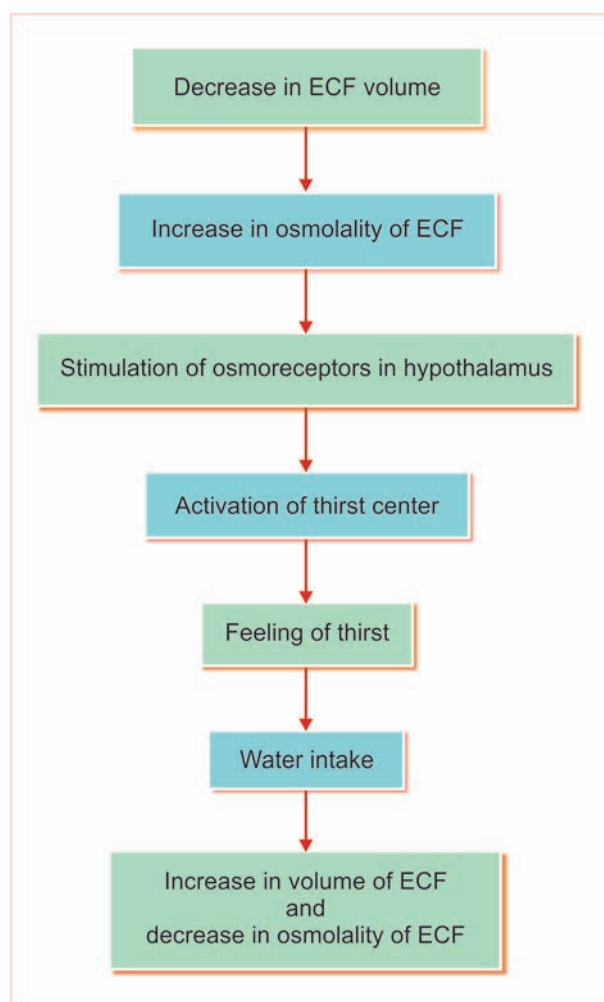 Decrease in ECF volume
Increase in osmolality of ECF
Stimulation of osmoreceptors in hypothalamus
Activation of thirst center
Feeling of thirst
Water intake
Increase in volume of ECF
and
decrease in osmolality of ECF